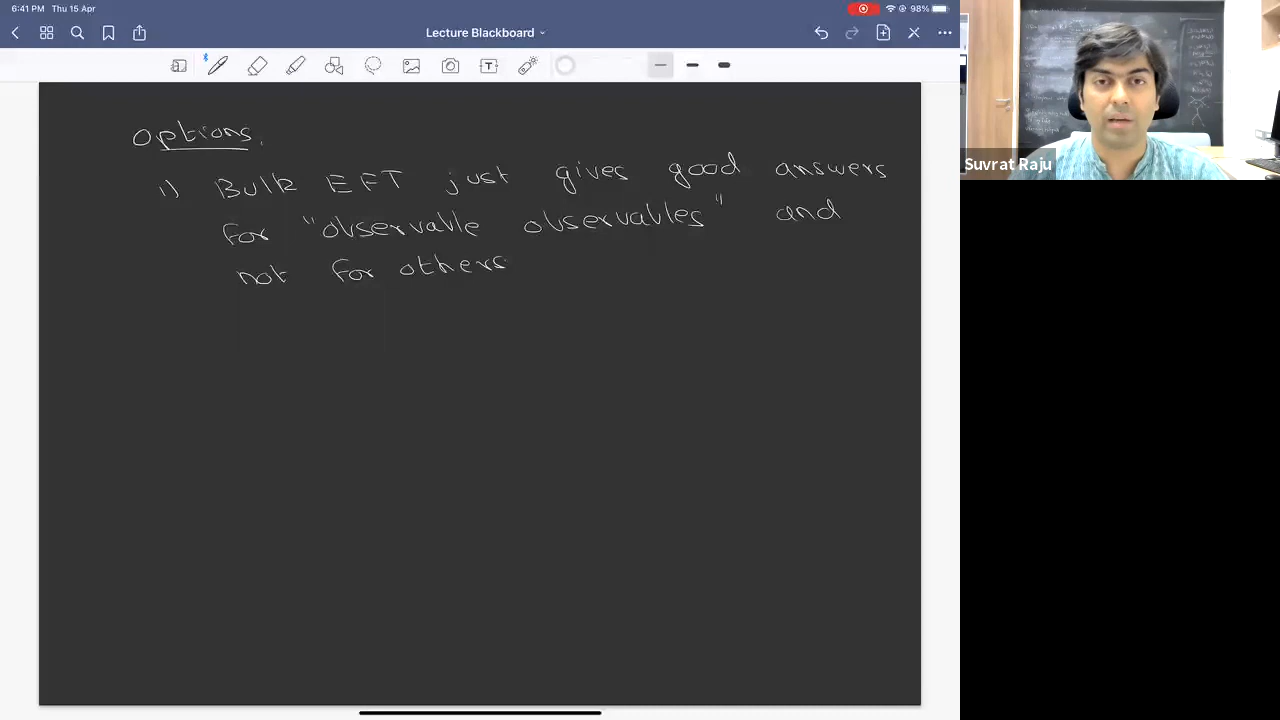 6:41 PM Thu 15 Apr
98%
Lecture Blackboard
options.
1) Bulk EFT just gives good answers
for "observable observables" and
not for others
Suvrat Raju